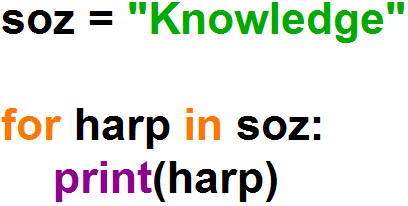 soz = "Knowledge"
for harp in soz:
    print(harp)